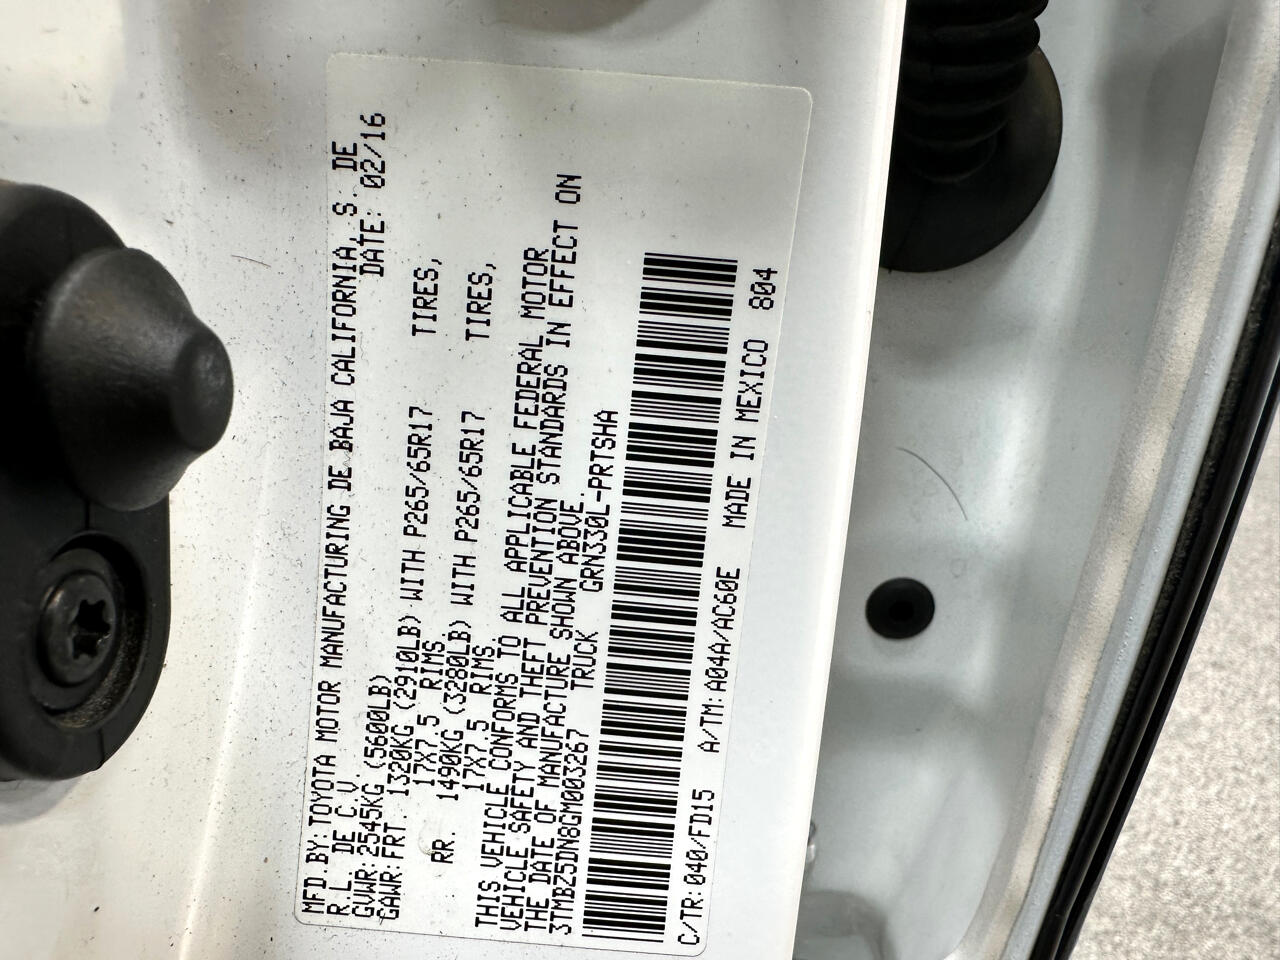 MFD.BY:TOYOTA MOTOR MANUFACTURING DE BAJA CALIFORNIA, S. DE
R.L. DE C.V. DATE: 02/16
GVWR:2545KG (5600LB)
GAWR:FRT. 1320KG (2910LB) WITH P265/65R17 TIRES,
17X7.5 RIMS
RR. 1490KG (3280LB) WITH P265/65R17 TIRES,
17X7.5 RIMS
THIS VEHICLE CONFORMS TO ALL APPLICABLE FEDERAL MOTOR
VEHICLE SAFETY AND THEFT PREVENTION STANDARDS IN EFFECT ON
THE DATE OF MANUFACTURE SHOWN ABOVE.
3TMBZ5DN8GM003267 TRUCK GRN330L-PRTSHA
C/TR:040/FD15 A/TM:A04A/AC60E MADE IN MEXICO 804